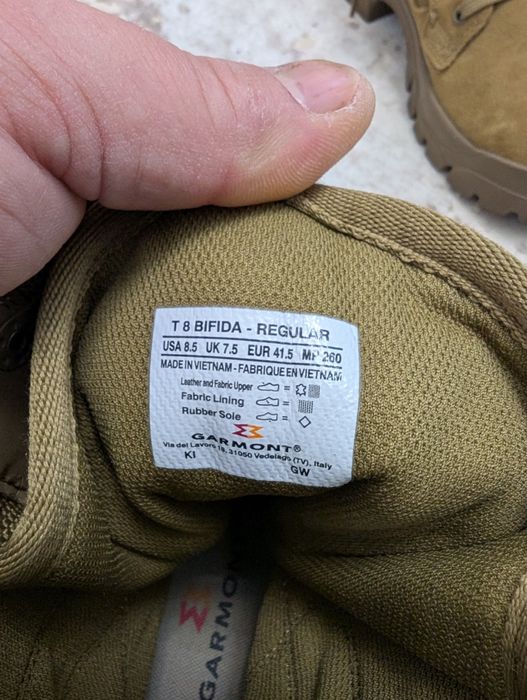 T 8 BIFIDA - REGULAR
USA 8.5 UK 7.5 EUR 41.5 MP 260
MADE IN VIETNAM - FABRIQUE EN VIETNAM
Leather and Fabric Upper = 
Fabric Lining =
Rubber Sole =
GARMONT®
Via del Lavoro 18, 31050 Vedelago (TV), Italy
KI GW
GARMONT